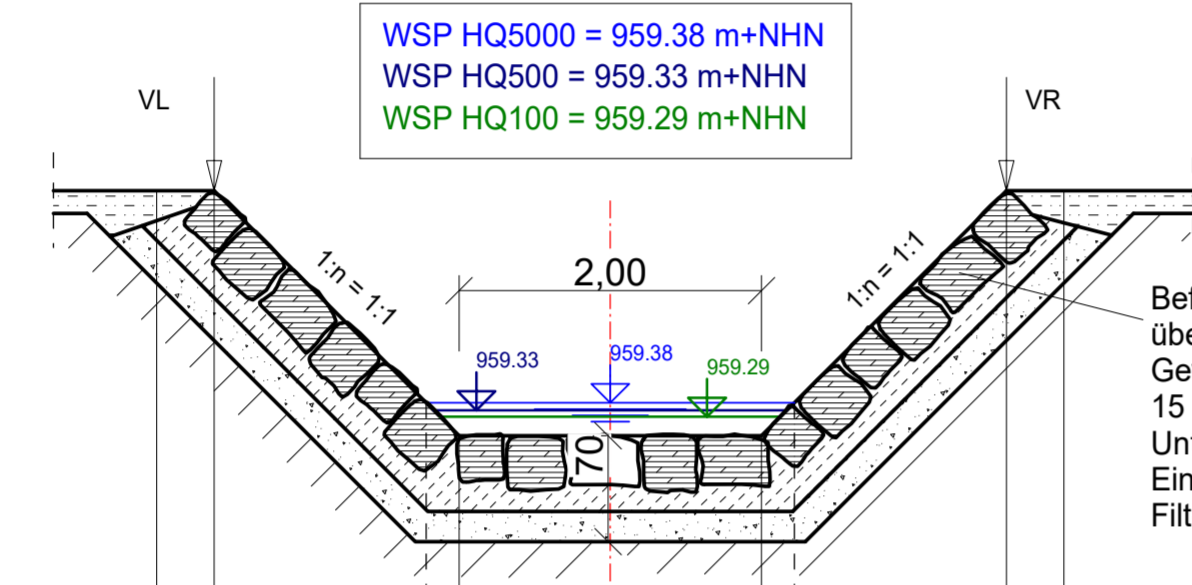 WSP HQ5000 = 959.38 m+NHN
WSP HQ500 = 959.33 m+NHN
WSP HQ100 = 959.29 m+NHN
VL
VR
1:n = 1:1
2,00
1:n = 1:1
959.33
959.38
959.29
70
15